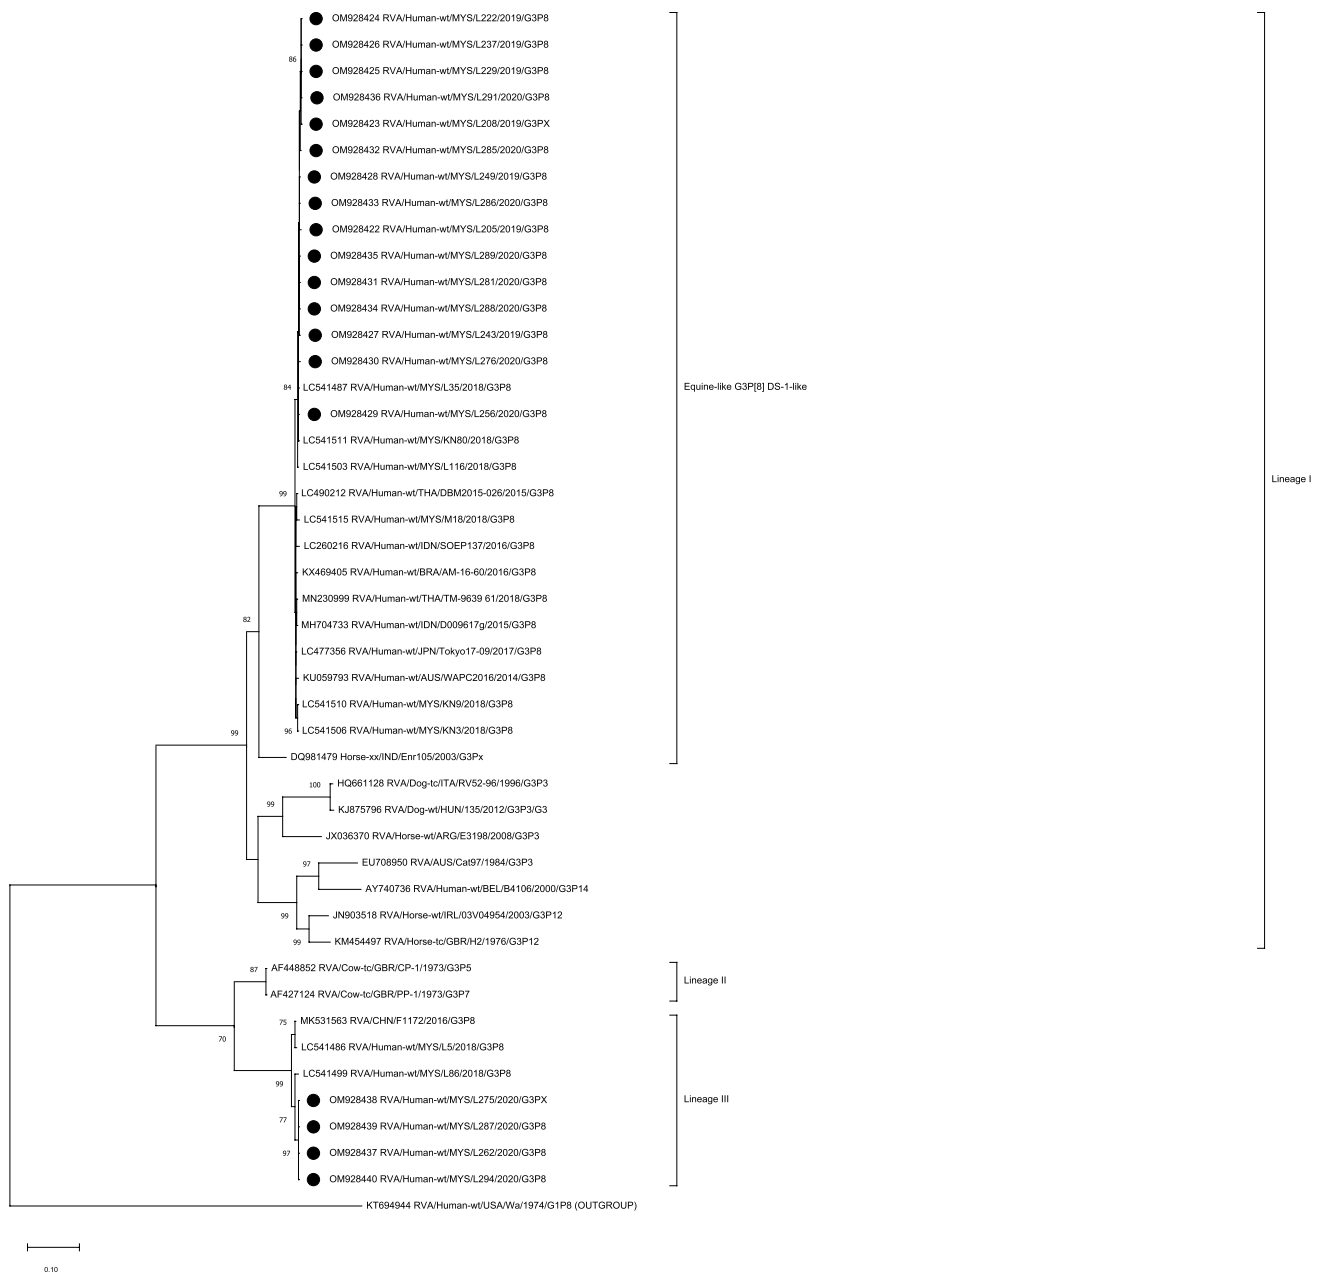 OM928424 RVA/Human-wt/MYS/L222/2019/G3P8
OM928426 RVA/Human-wt/MYS/L237/2019/G3P8
86
OM928425 RVA/Human-wt/MYS/L229/2019/G3P8
OM928436 RVA/Human-wt/MYS/L291/2020/G3P8
OM928423 RVA/Human-wt/MYS/L208/2019/G3PX
OM928432 RVA/Human-wt/MYS/L285/2020/G3P8
OM928428 RVA/Human-wt/MYS/L249/2019/G3P8
OM928433 RVA/Human-wt/MYS/L286/2020/G3P8
OM928422 RVA/Human-wt/MYS/L205/2019/G3P8
OM928435 RVA/Human-wt/MYS/L289/2020/G3P8
OM928431 RVA/Human-wt/MYS/L281/2020/G3P8
OM928434 RVA/Human-wt/MYS/L288/2020/G3P8
OM928427 RVA/Human-wt/MYS/L243/2019/G3P8
OM928430 RVA/Human-wt/MYS/L276/2020/G3P8
84
LC541487 RVA/Human-wt/MYS/L35/2018/G3P8
Equine-like G3P[8] DS-1-like
OM928429 RVA/Human-wt/MYS/L256/2020/G3P8
LC541511 RVA/Human-wt/MYS/KN80/2018/G3P8
LC541503 RVA/Human-wt/MYS/L116/2018/G3P8
Lineage I
99
LC490212 RVA/Human-wt/THA/DBM2015-026/2015/G3P8
LC541515 RVA/Human-wt/MYS/M18/2018/G3P8
LC260216 RVA/Human-wt/IDN/SOEP137/2016/G3P8
KX469405 RVA/Human-wt/BRA/AM-16-60/2016/G3P8
MN230999 RVA/Human-wt/THA/TM-9639 61/2018/G3P8
82
MH704733 RVA/Human-wt/IDN/D009617g/2015/G3P8
LC477356 RVA/Human-wt/JPN/Tokyo17-09/2017/G3P8
KU059793 RVA/Human-wt/AUS/WAPC2016/2014/G3P8
LC541510 RVA/Human-wt/MYS/KN9/2018/G3P8
96
LC541506 RVA/Human-wt/MYS/KN3/2018/G3P8
99
DQ981479 Horse-xx/IND/Enr105/2003/G3Px
100
HQ661128 RVA/Dog-tc/ITA/RV52-96/1996/G3P3
99
KJ875796 RVA/Dog-wt/HUN/135/2012/G3P3/G3
JX036370 RVA/Horse-wt/ARG/E3198/2008/G3P3
97
EU708950 RVA/AUS/Cat97/1984/G3P3
AY740736 RVA/Human-wt/BEL/B4106/2000/G3P14
99
JN903518 RVA/Horse-wt/IRL/03V04954/2003/G3P12
99
KM454497 RVA/Horse-tc/GBR/H2/1976/G3P12
87
AF448852 RVA/Cow-tc/GBR/CP-1/1973/G3P5
Lineage II
AF427124 RVA/Cow-tc/GBR/PP-1/1973/G3P7
75
MK531563 RVA/CHN/F1172/2016/G3P8
70
LC541486 RVA/Human-wt/MYS/L5/2018/G3P8
LC541499 RVA/Human-wt/MYS/L86/2018/G3P8
99
OM928438 RVA/Human-wt/MYS/L275/2020/G3PX
Lineage III
77
OM928439 RVA/Human-wt/MYS/L287/2020/G3P8
97
OM928437 RVA/Human-wt/MYS/L262/2020/G3P8
OM928440 RVA/Human-wt/MYS/L294/2020/G3P8
KT694944 RVA/Human-wt/USA/Wa/1974/G1P8 (OUTGROUP)
0.10